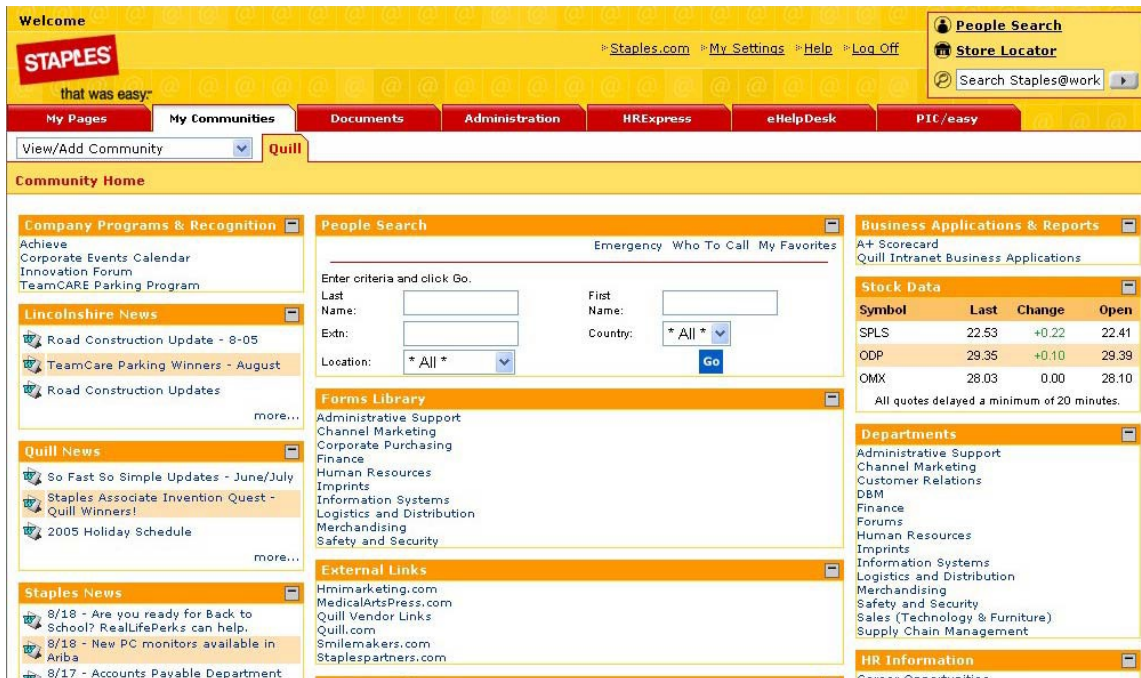 Welcome
STAPLES
that was easy.
Staples.com My Settings Help Log Off
People Search
Store Locator
Search Staples@work
My Pages My Communities Documents Administration HRExpress eHelpDesk PIC/easy
View/Add Community Quill
Community Home
Company Programs & Recognition
Achieve
Corporate Events Calendar
Innovation Forum
TeamCARE Parking Program
Lincolnshire News
Road Construction Update - 8-05
TeamCare Parking Winners - August
Road Construction Updates
more...
Quill News
So Fast So Simple Updates - June/July
Staples Associate Invention Quest -
Quill Winners!
2005 Holiday Schedule
more...
Staples News
8/18 - Are you ready for Back to
School? RealLifePerks can help.
8/18 - New PC monitors available in
Ariba
8/17 - Accounts Payable Department
People Search
Emergency Who To Call My Favorites
Enter criteria and click Go.
Last Name: First Name:
Extn: Country: * All *
Location: * All * Go
Forms Library
Administrative Support
Channel Marketing
Corporate Purchasing
Finance
Human Resources
Imprints
Information Systems
Logistics and Distribution
Merchandising
Safety and Security
External Links
Hmimarketing.com
MedicalArtsPress.com
Quill Vendor Links
Quill.com
Smilemakers.com
Staplespartners.com
Business Applications & Reports
A+ Scorecard
Quill Intranet Business Applications
Stock Data
Symbol Last Change Open
SPLS 22.53 +0.22 22.41
ODP 29.35 +0.10 29.39
OMX 28.03 0.00 28.10
All quotes delayed a minimum of 20 minutes.
Departments
Administrative Support
Channel Marketing
Customer Relations
DBM
Finance
Forums
Human Resources
Imprints
Information Systems
Logistics and Distribution
Merchandising
Safety and Security
Sales (Technology & Furniture)
Supply Chain Management
HR Information
Career Opportunities